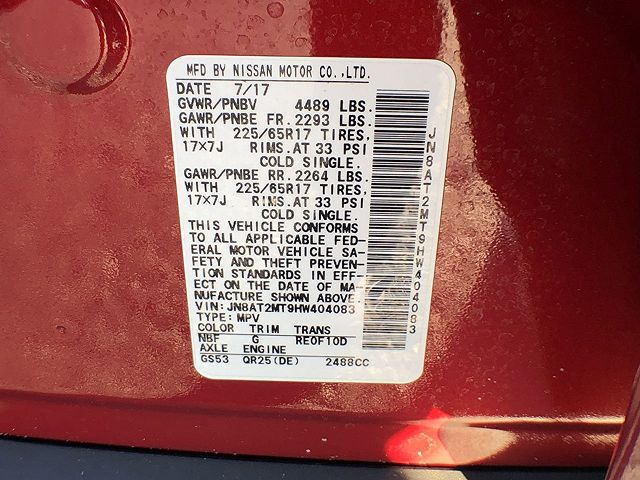 MFD BY NISSAN MOTOR CO.,LTD.
DATE 7/17
GVWR/PNBV 4489 LBS.
GAWR/PNBE FR. 2293 LBS.
WITH 225/65R17 TIRES,
17×7J RIMS.AT 33 PSI
COLD SINGLE.
GAWR/PNBE RR. 2264 LBS.
WITH 225/65R17 TIRES,
17×7J RIMS.AT 33 PSI
COLD SINGLE.
THIS VEHICLE CONFORMS
TO ALL APPLICABLE FED-
ERAL MOTOR VEHICLE SA-
FETY AND THEFT PREVEN-
TION STANDARDS IN EFF-
ECT ON THE DATE OF MA-
NUFACTURE SHOWN ABOVE.
VIN:JN8AT2MT9HW404083
TYPE: MPV
COLOR TRIM TRANS
NBF G RE0F10D
AXLE ENGINE
GS53 QR25(DE) 2488CC
JN8AT2MT9HW404083